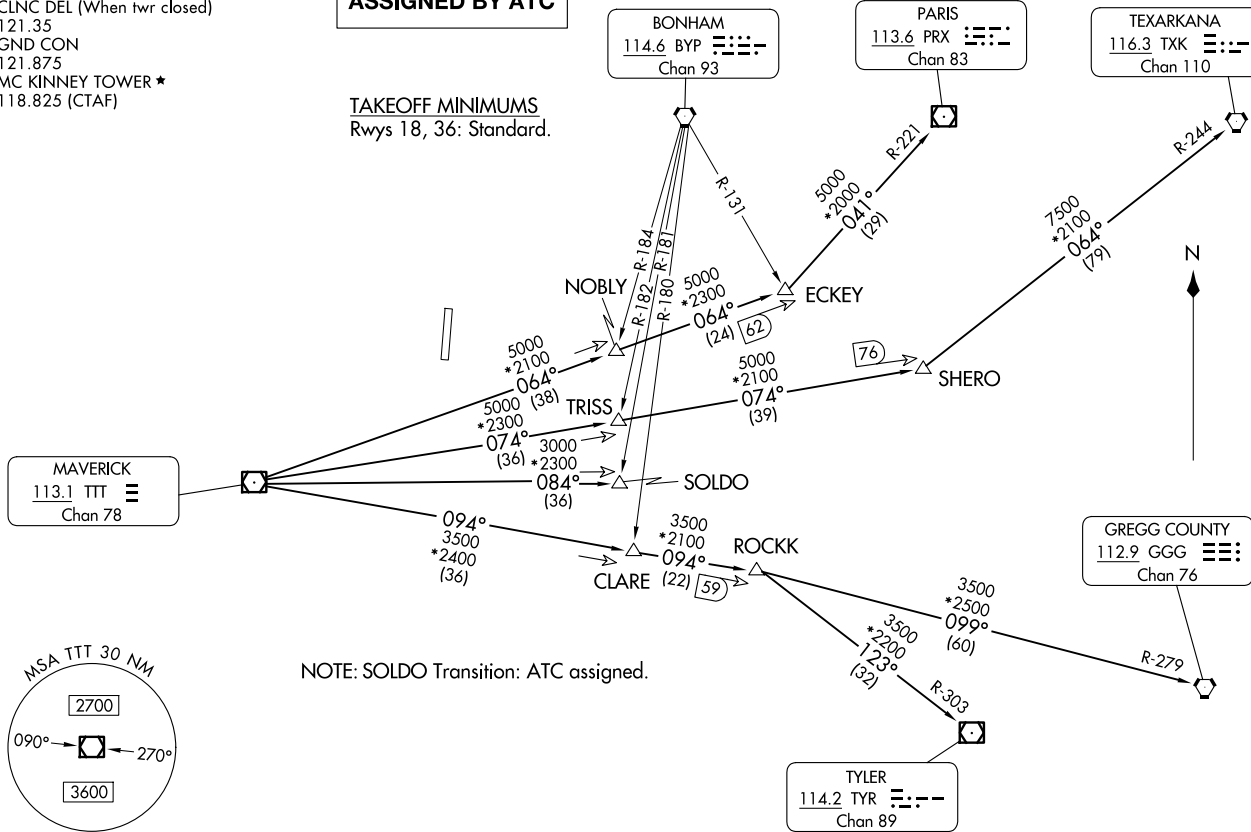 CLNC DEL (When twr closed)
121.35
GND CON
121.875
MC KINNEY TOWER ★
118.825 (CTAF)
ASSIGNED BY ATC
TAKEOFF MINIMUMS
Rwys 18, 36: Standard.
BONHAM
114.6 BYP
Chan 93
PARIS
113.6 PRX
Chan 83
TEXARKANA
116.3 TXK
Chan 110
R-221
R-244
R-131
R-184
R-181
R-182
R-180
5000
*2000
041°
(29)
7500
*2100
064°
(79)
N
NOBLY
5000
*2300
064°
(24)
62
ECKEY
5000
*2100
064°
(38)
TRISS
5000
*2100
074°
(39)
76
SHERO
5000
*2300
074°
(36)
3000
*2300
084°
(36)
SOLDO
MAVERICK
113.1 TTT
Chan 78
094°
3500
*2400
(36)
CLARE
3500
*2100
094°
(22)
59
ROCKK
GREGG COUNTY
112.9 GGG
Chan 76
3500
*2500
099°
(60)
R-279
3500
*2200
123°
(32)
R-303
MSA TTT 30 NM
2700
090°
270°
3600
NOTE: SOLDO Transition: ATC assigned.
TYLER
114.2 TYR
Chan 89